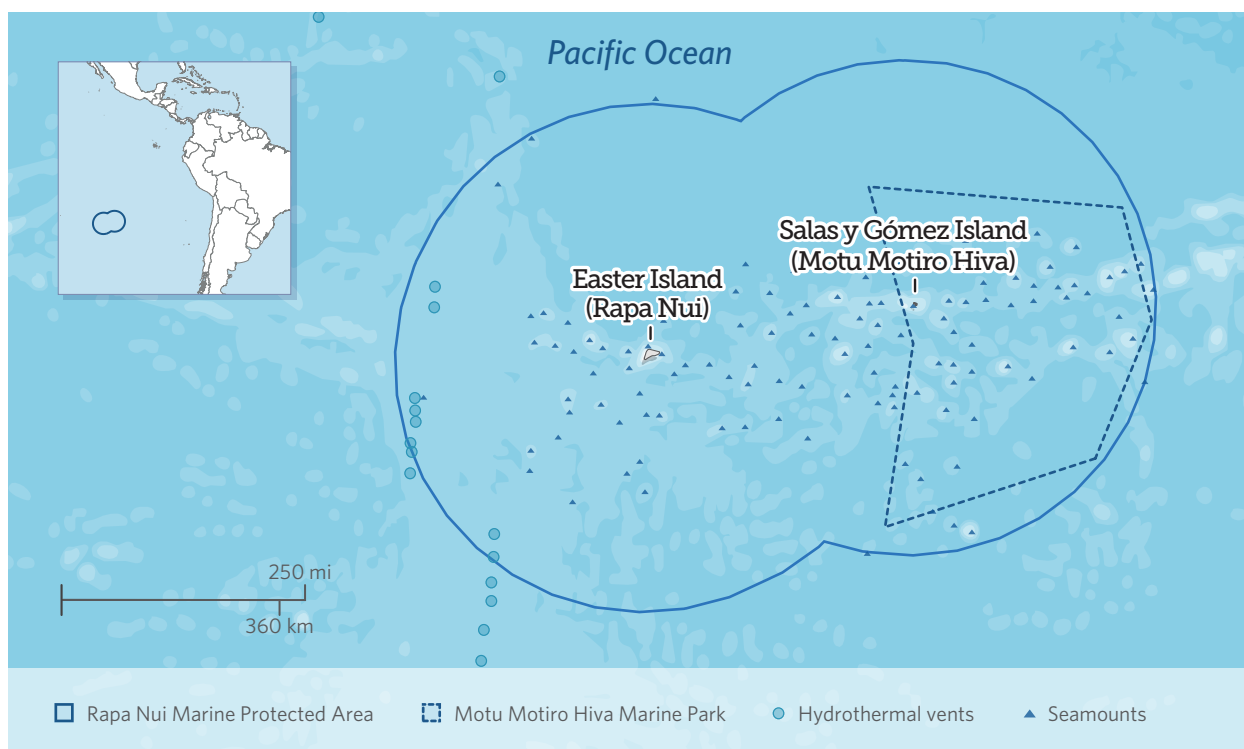 Pacific Ocean
Salas y Gómez Island
(Motu Motiro Hiva)
Easter Island
(Rapa Nui)
250 mi
360 km
Rapa Nui Marine Protected Area
Motu Motiro Hiva Marine Park
Hydrothermal vents
Seamounts